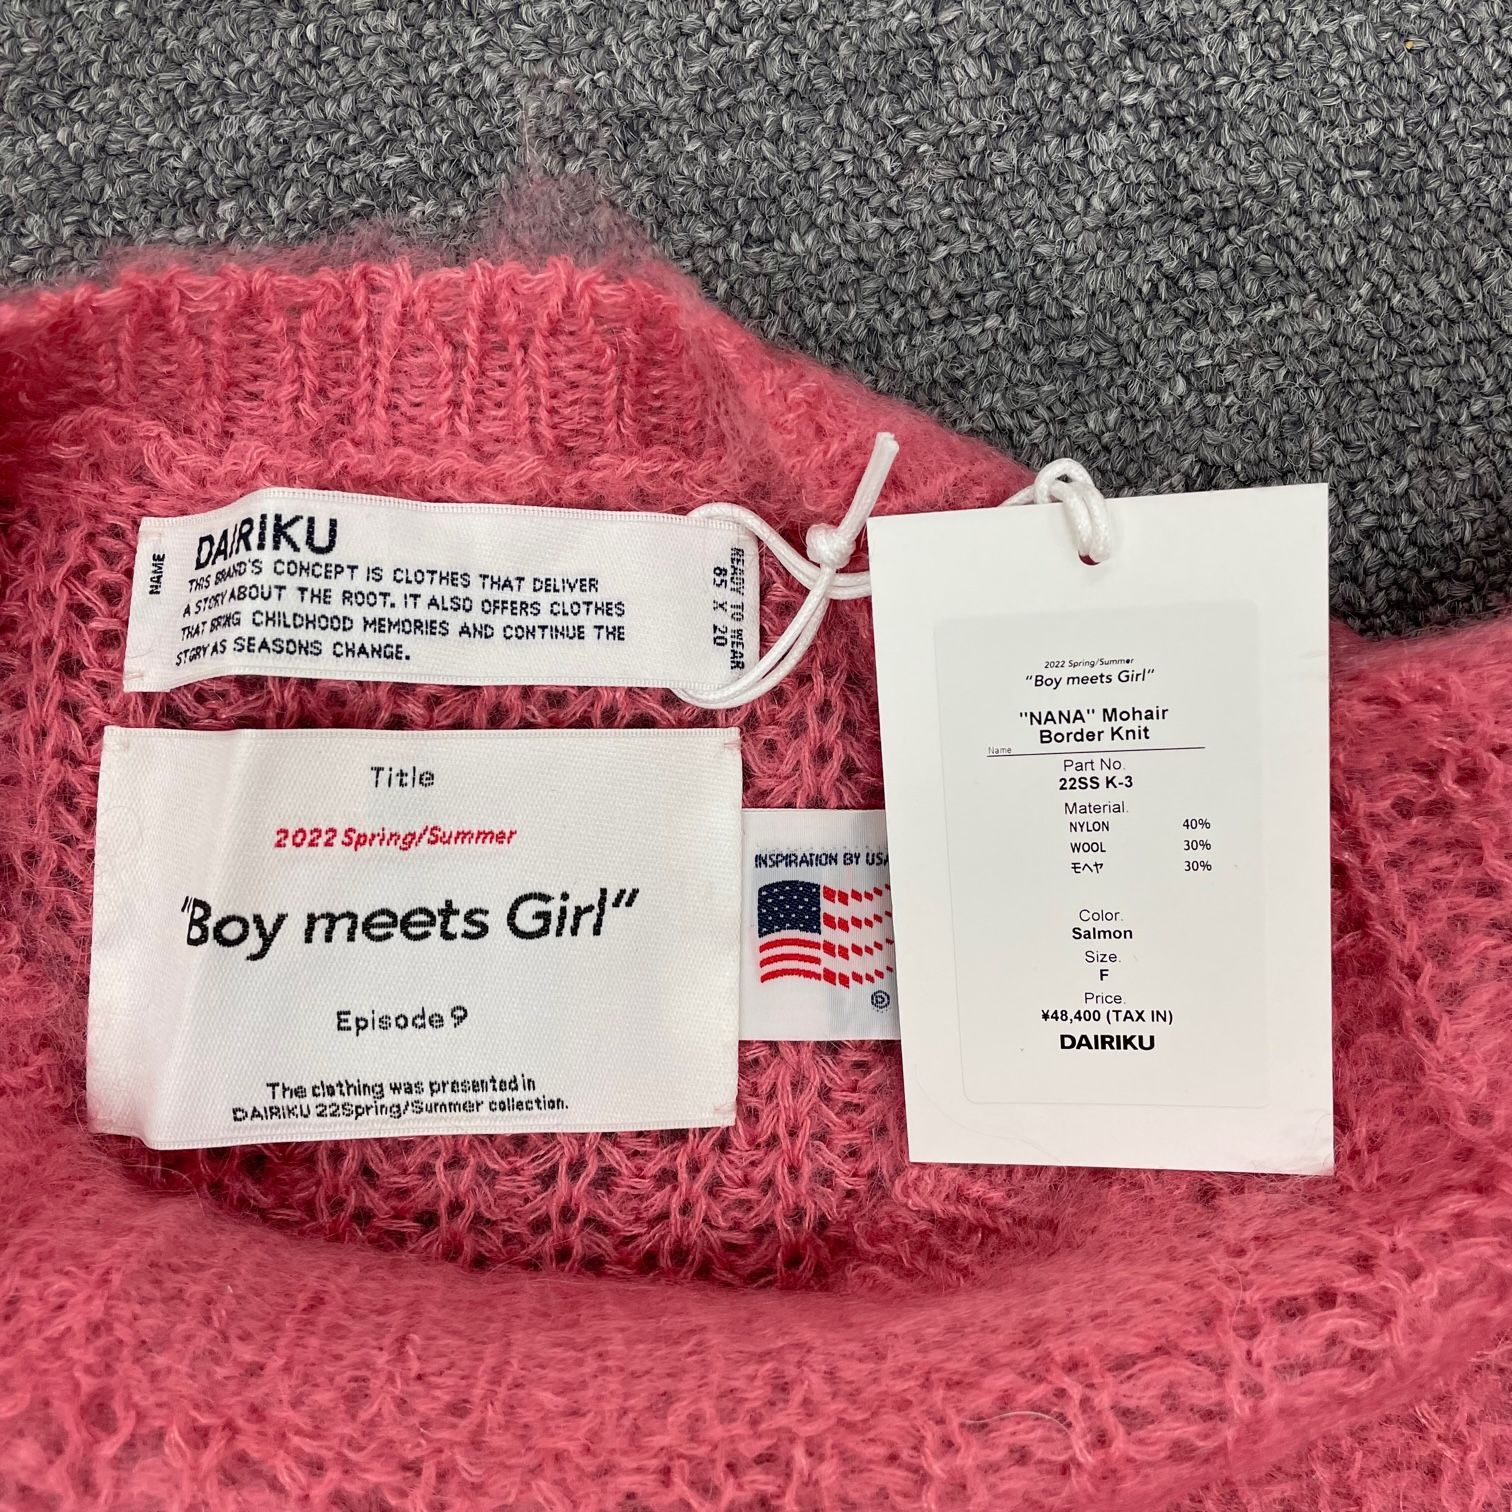 NAME
DAIRIKU
THIS BRAND'S CONCEPT IS CLOTHES THAT DELIVER
A STORY ABOUT THE ROOT. IT ALSO OFFERS CLOTHES
THAT BRING CHILDHOOD MEMORIES AND CONTINUE THE
STORY AS SEASONS CHANGE.
READY TO WEAR
65 X 20
Title
2022 Spring/Summer
"Boy meets Girl"
Episode 9
The clothing was presented in
DAIRIKU 22Spring/Summer collection.
INSPIRATION BY USA
2022 Spring/Summer
"Boy meets Girl"
"NANA" Mohair
Border Knit
Name
Part No.
22SS K-3
Material.
NYLON 40%
WOOL 30%
モヘヤ 30%
Color.
Salmon
Size.
F
Price.
¥48,400 (TAX IN)
DAIRIKU